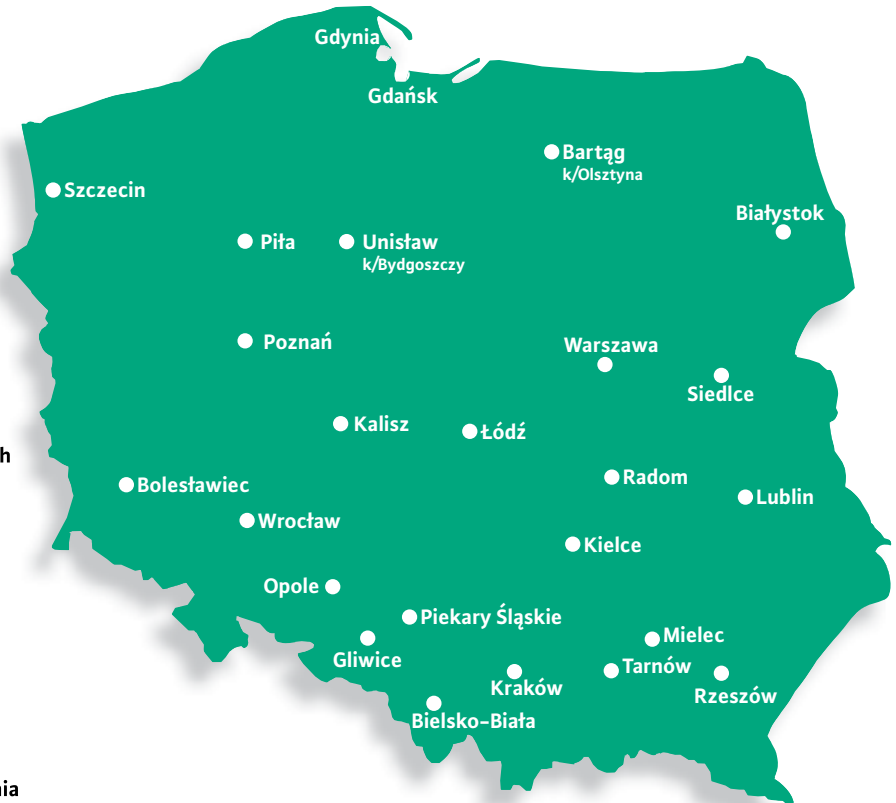 Gdynia
Gdańsk
Bartąg
k/Olsztyna
Szczecin
Białystok
Piła
Unisław
k/Bydgoszczy
Poznań
Warszawa
Siedlce
Kalisz
Łódź
h
Radom
Bolesławiec
Lublin
Wrocław
Kielce
Opole
Piekary Śląskie
Mielec
Gliwice
Tarnów
Kraków
Rzeszów
Bielsko-Biała
nia